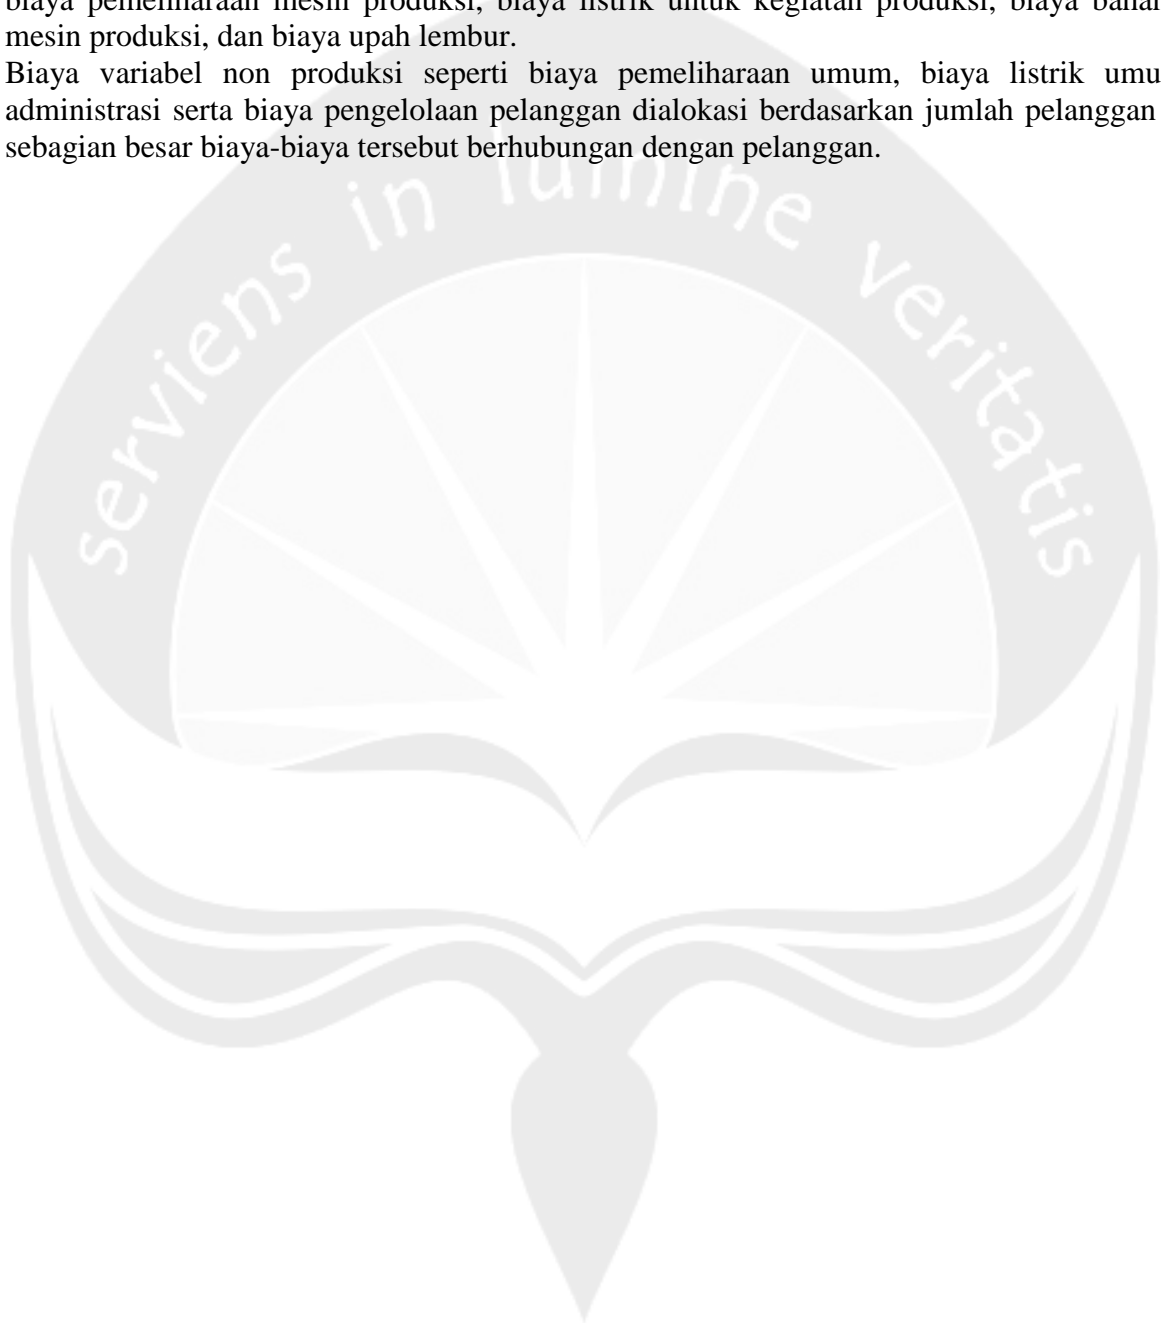 biaya pemeliharaan mesin produksi, biaya listrik untuk kegiatan produksi, biaya
mesin produksi, dan biaya upah lembur.
Biaya variabel non produksi seperti biaya pemeliharaan umum, biaya listrik umu
administrasi serta biaya pengelolaan pelanggan dialokasi berdasarkan jumlah pelanggan
sebagian besar biaya-biaya tersebut berhubungan dengan pelanggan.
serviens in lumine veritatis